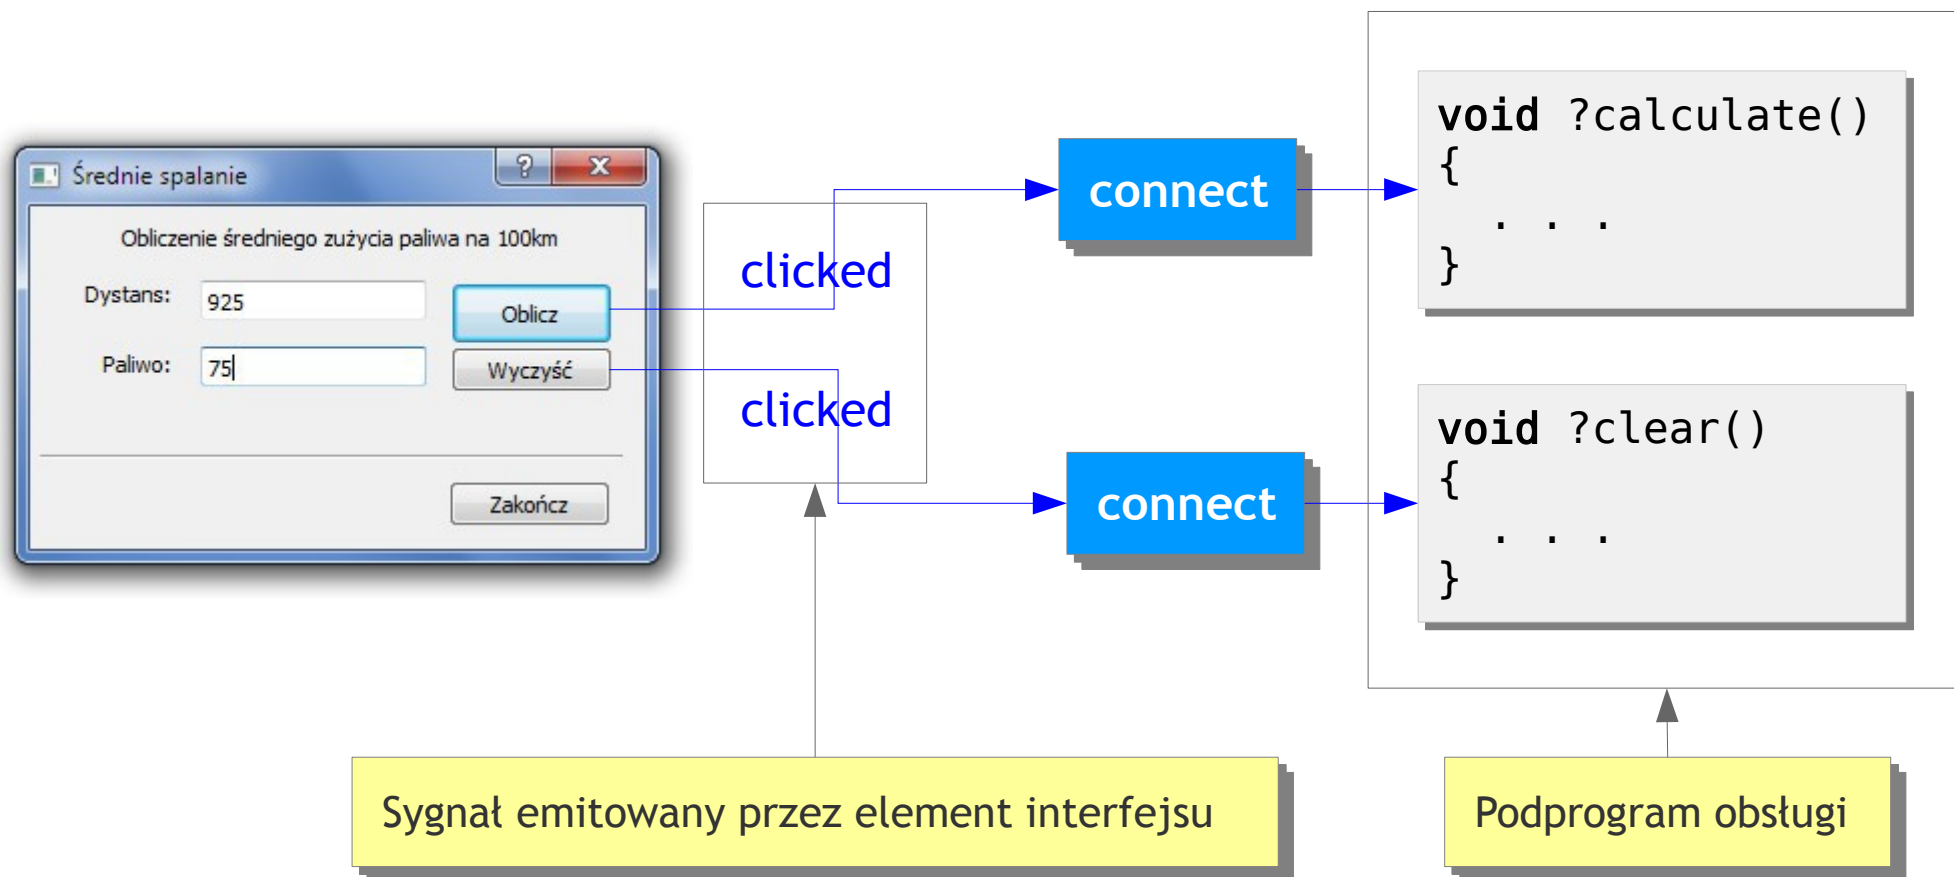 Średnie spalanie
Obliczenie średniego zużycia paliwa na 100km
Dystans: 925
Oblicz
Paliwo: 75
Wyczyść
Zakończ
clicked
clicked
connect
connect
void ?calculate()
{
. . .
}
void ?clear()
{
. . .
}
Sygnał emitowany przez element interfejsu
Podprogram obsługi